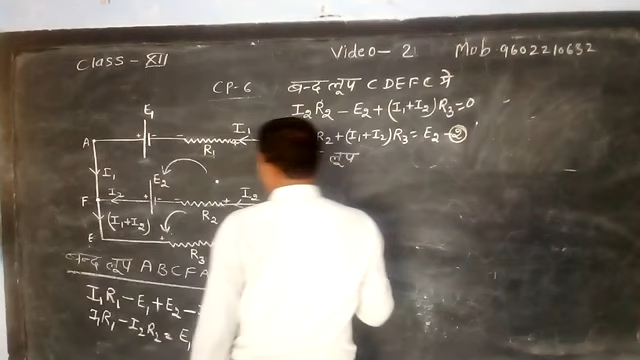 Class - XII
Video - 2
Mob 9602210632
CP-6
बन्द लूप C D E F C में
I₂R₂ - E₂ + (I₁+I₂)R₃ = 0
R₂ + (I₁+I₂)R₃ = E₂ - ②
लूप
E₁
A
I₁
R₁
I₁
E₂
F
I₂
I₂
R₂
(I₁+I₂)
E
R₃
बन्द लूप A B C F A
I₁R₁ - E₁ + E₂ -
I₁R₁ - I₂R₂ = E₁